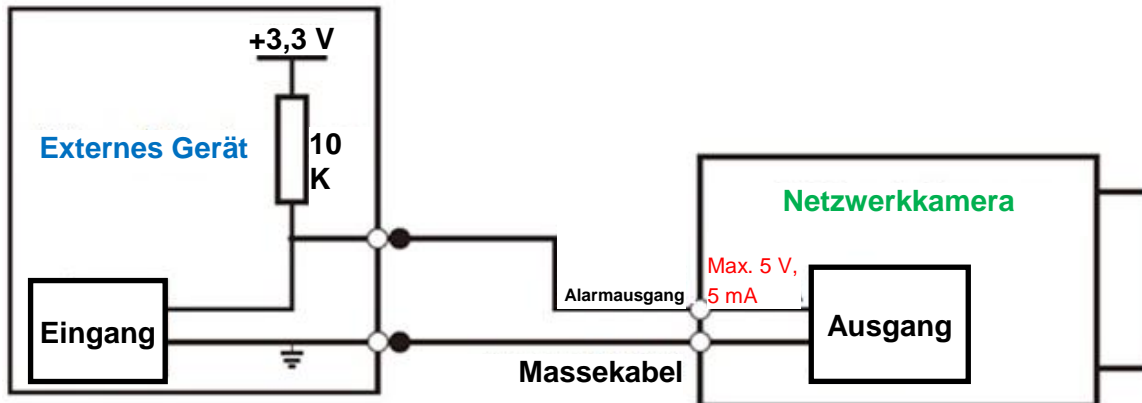 +3,3 V
Externes Gerät
10
K
Netzwerkkamera
Max. 5 V,
5 mA
Alarmausgang
Eingang
Ausgang
Massekabel